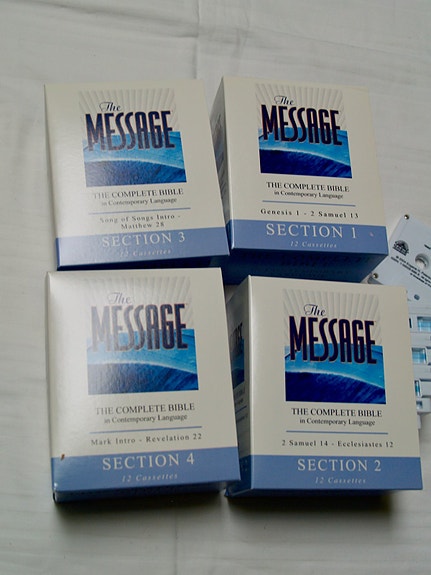 The
MESSAGE
THE COMPLETE BIBLE
in Contemporary Language
Song of Songs Intro -
Matthew 28
SECTION 3
12 Cassettes
The
MESSAGE
THE COMPLETE BIBLE
in Contemporary Language
Genesis 1 - 2 Samuel 13
SECTION 1
12 Cassettes
The
MESSAGE
THE COMPLETE BIBLE
in Contemporary Language
Mark Intro - Revelation 22
SECTION 4
12 Cassettes
The
MESSAGE
THE COMPLETE BIBLE
in Contemporary Language
2 Samuel 14 - Ecclesiastes 12
SECTION 2
12 Cassettes